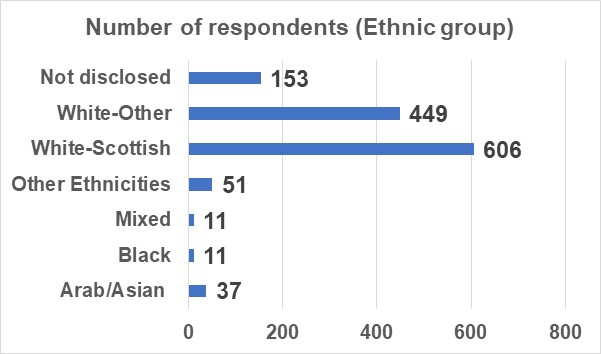 Number of respondents (Ethnic group)
Not disclosed 153
White-Other 449
White-Scottish 606
Other Ethnicities 51
Mixed 11
Black 11
Arab/Asian 37
0 200 400 600 800